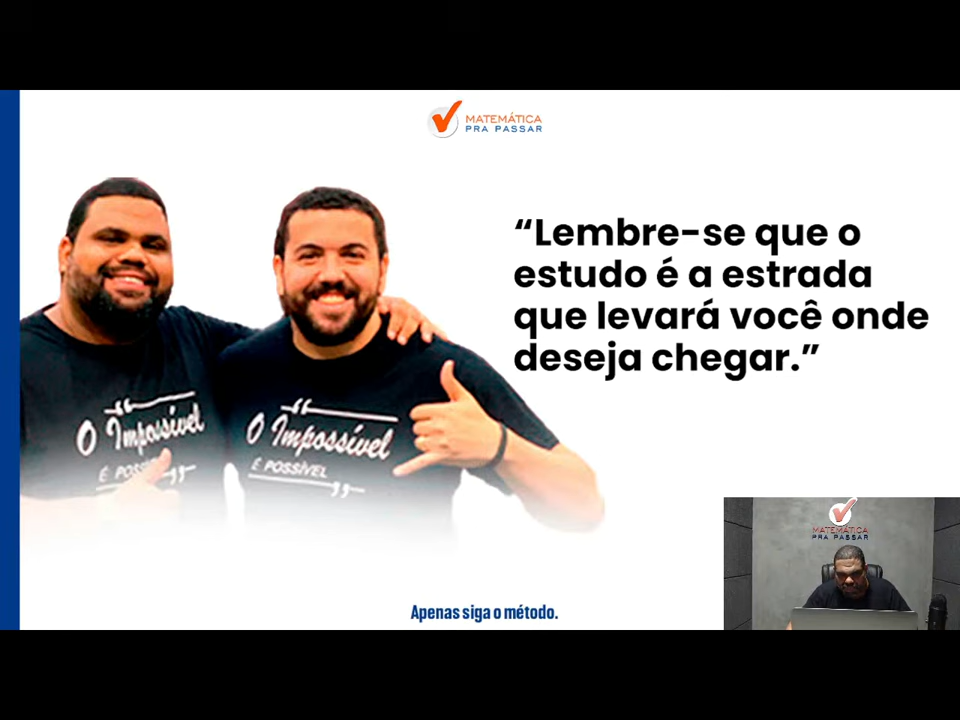 MATEMÁTICA
PRA PASSAR
“Lembre-se que o
estudo é a estrada
que levará você onde
deseja chegar.”
“
O Impossível
É POSSÍVEL
”
“
O Impossível
É POSSÍVEL
”
MATEMÁTICA
PRA PASSAR
Apenas siga o método.